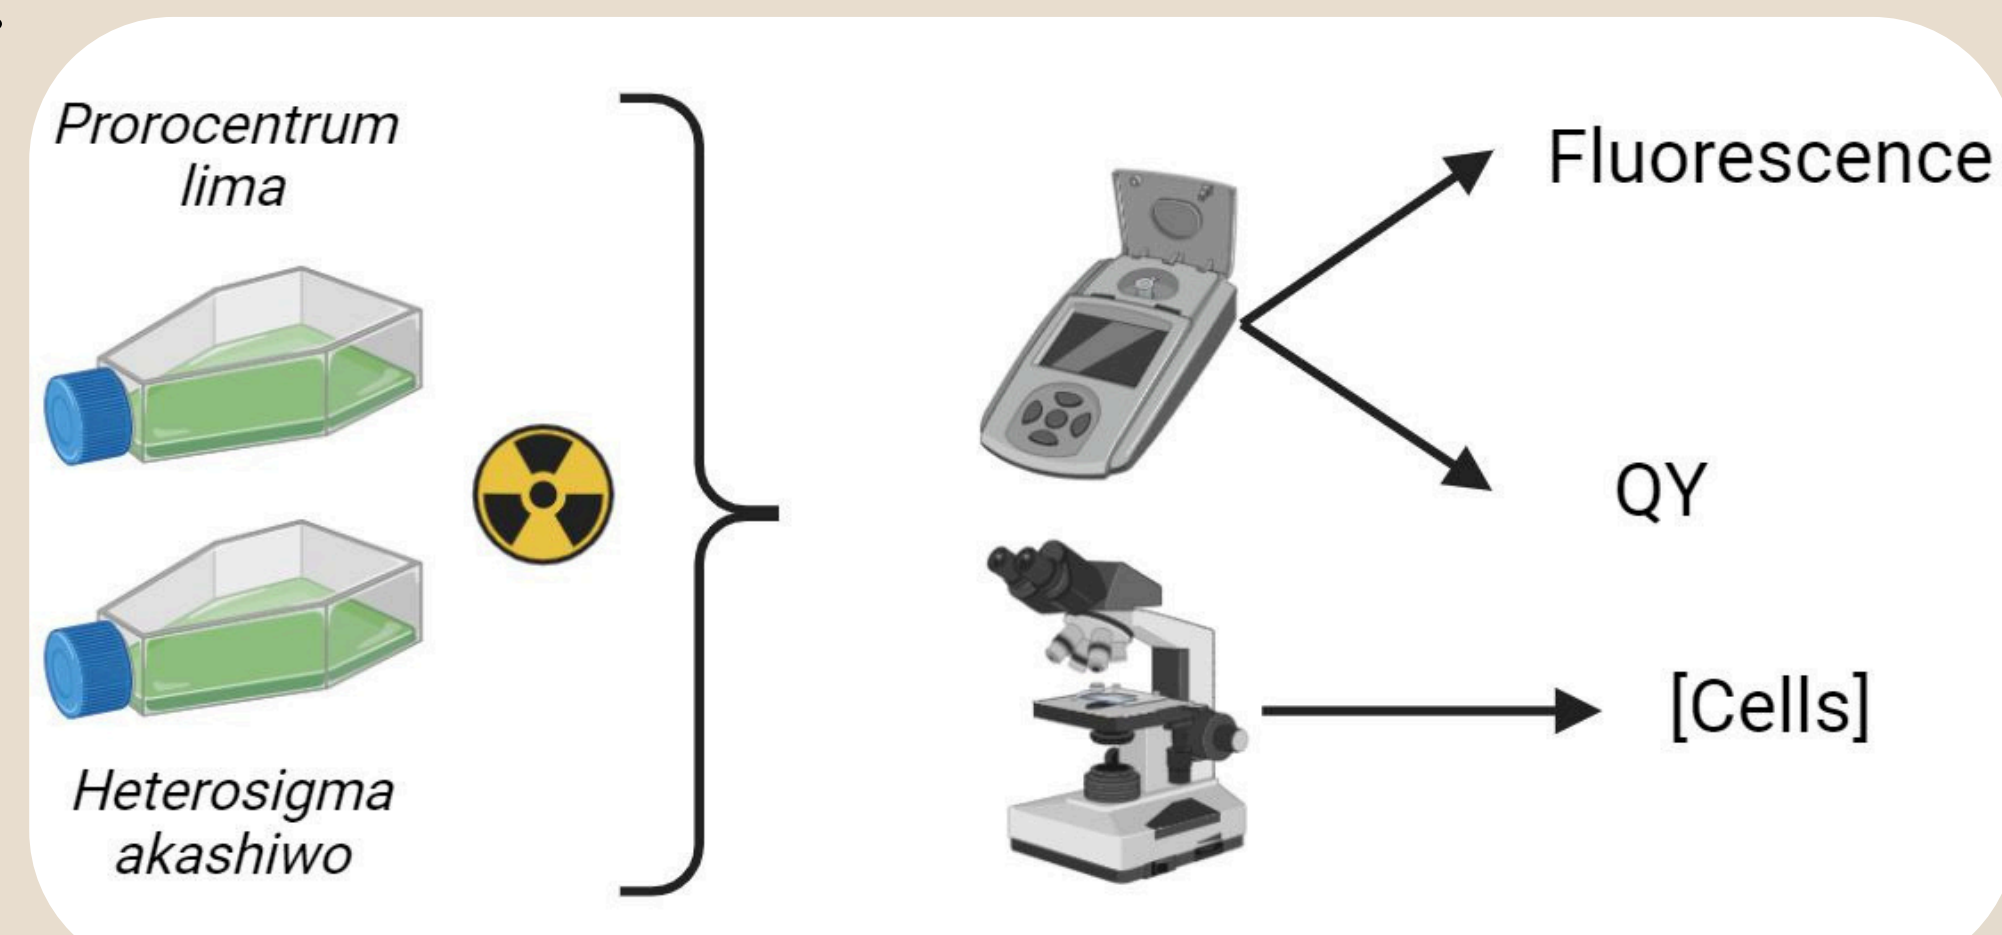 Prorocentrum
lima
Heterosigma
akashiwo
Fluorescence
QY
[Cells]